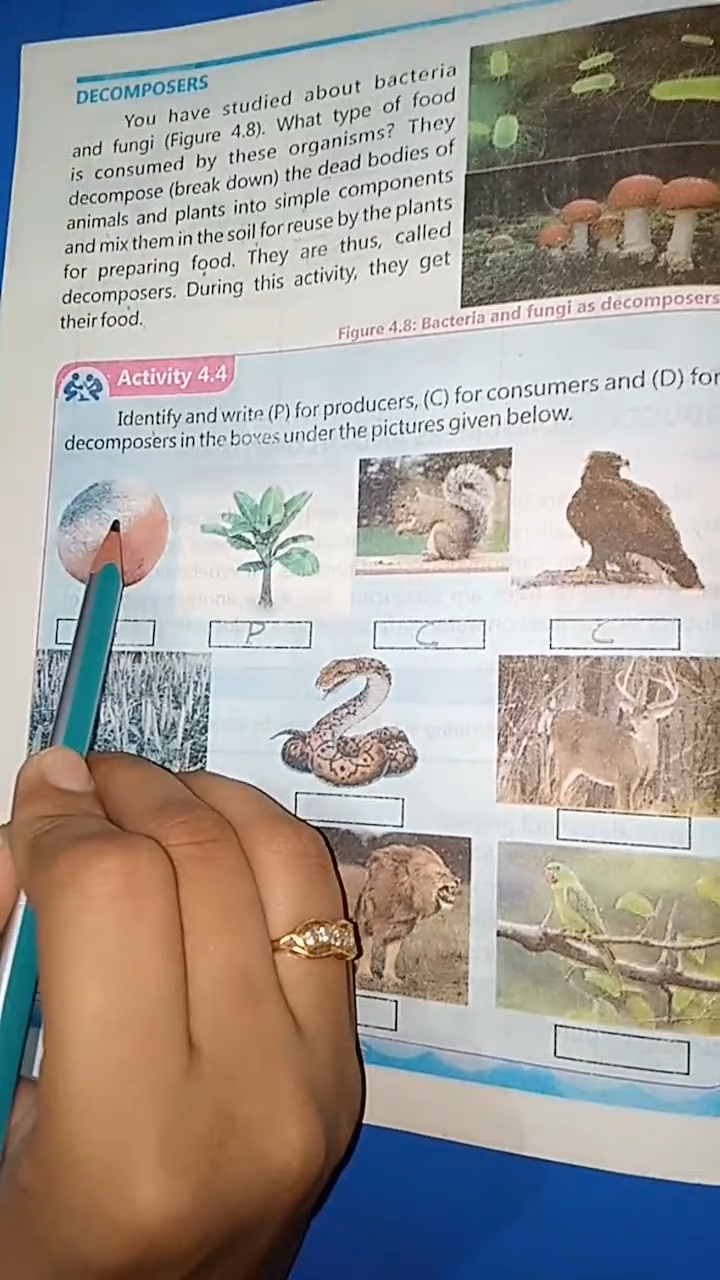 DECOMPOSERS
You have studied about bacteria
and fungi (Figure 4.8). What type of food
is consumed by these organisms? They
decompose (break down) the dead bodies of
animals and plants into simple components
and mix them in the soil for reuse by the plants
for preparing food. They are thus, called
decomposers. During this activity, they get
their food.
Figure 4.8: Bacteria and fungi as decomposers
Activity 4.4
Identify and write (P) for producers, (C) for consumers and (D) for
decomposers in the boxes under the pictures given below.
P C C